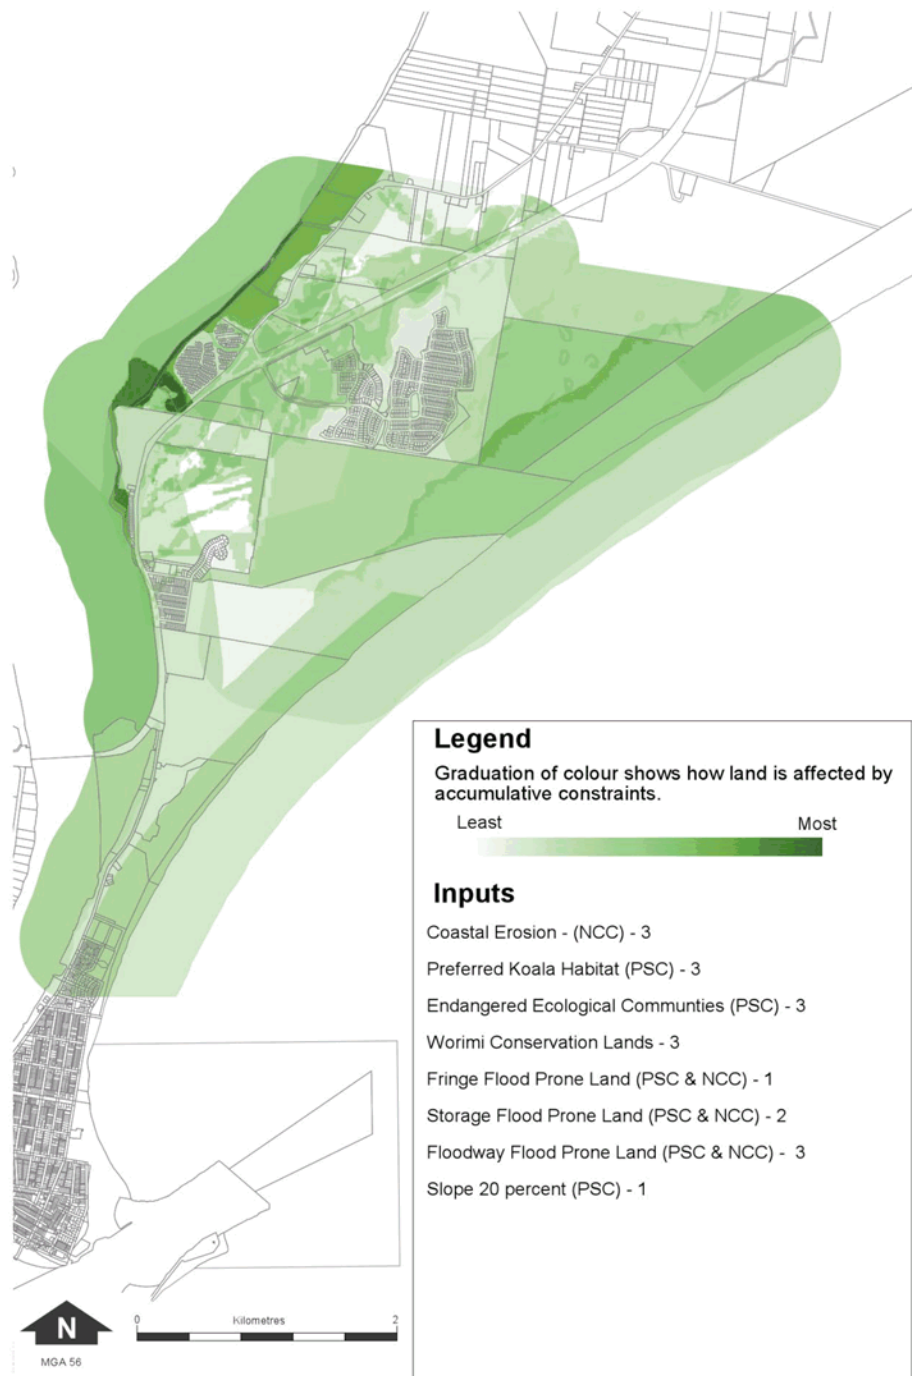 Legend
Graduation of colour shows how land is affected by
accumulative constraints.
Least Most
Inputs
Coastal Erosion - (NCC) - 3
Preferred Koala Habitat (PSC) - 3
Endangered Ecological Communties (PSC) - 3
Worimi Conservation Lands - 3
Fringe Flood Prone Land (PSC & NCC) - 1
Storage Flood Prone Land (PSC & NCC) - 2
Floodway Flood Prone Land (PSC & NCC) - 3
Slope 20 percent (PSC) - 1
N
MGA 56
0 Kilometres 2